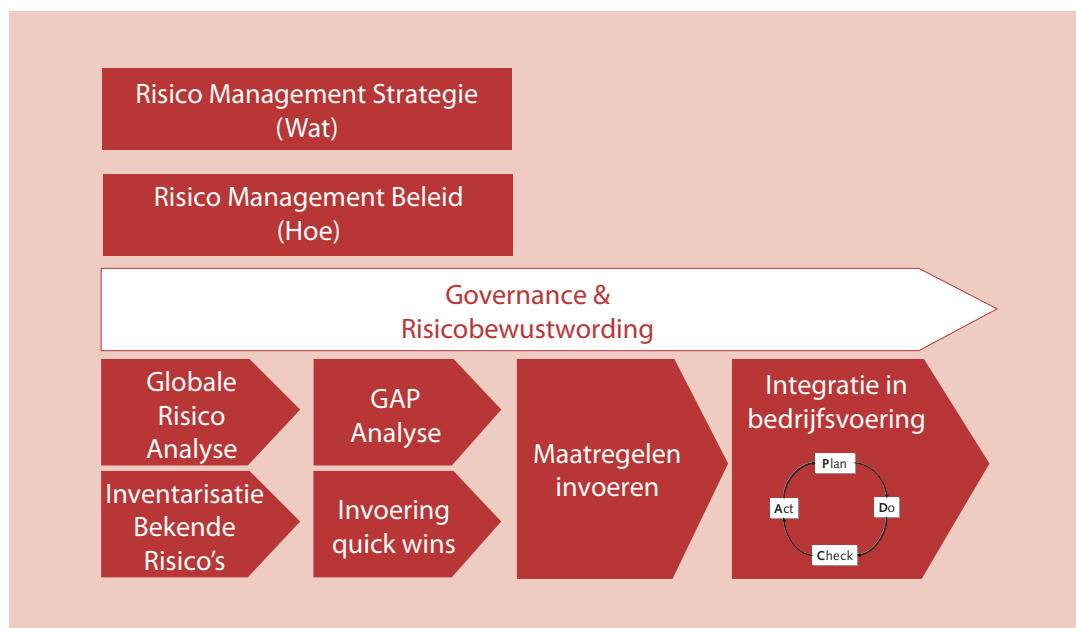 Risico Management Strategie
(Wat)
Risico Management Beleid
(Hoe)
Governance &
Risicobewustwording
Globale
Risico
Analyse
GAP
Analyse
Maatregelen
invoeren
Integratie in
bedrijfsvoering
Plan
Act
Do
Check
Inventarisatie
Bekende
Risico’s
Invoering
quick wins